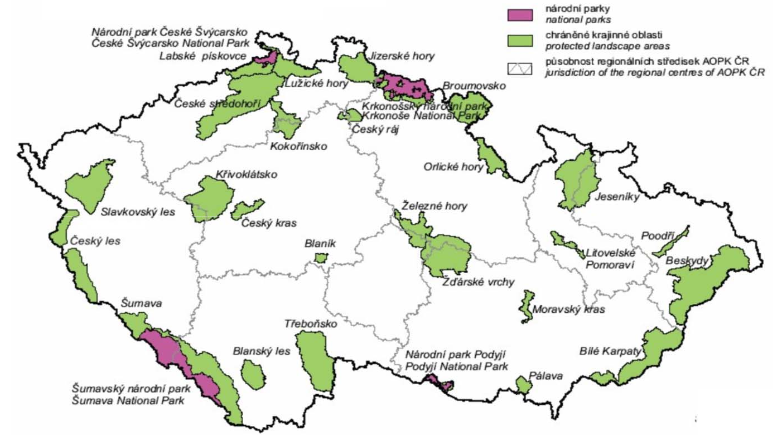 národní parky
national parks
chráněné krajinné oblasti
protected landscape areas
působnost regionálních středisek AOPK ČR
jurisdiction of the regional centres of AOPK ČR
Národní park České Švýcarsko
České Švýcarsko National Park
Labské pískovce
Jizerské hory
Lužické hory
Broumovsko
České středohoří
Krkonošský národní park
Krkonoše National Park
Český ráj
Kokořínsko
Orlické hory
Křivoklátsko
Jeseníky
Slavkovský les
Český kras
Železné hory
Český les
Blaník
Poodří
Litovelské
Pomoraví
Beskydy
Žďárské vrchy
Šumava
Moravský kras
Třeboňsko
Blanský les
Národní park Podyjí
Podyjí National Park
Bílé Karpaty
Pálava
Šumavský národní park
Šumava National Park